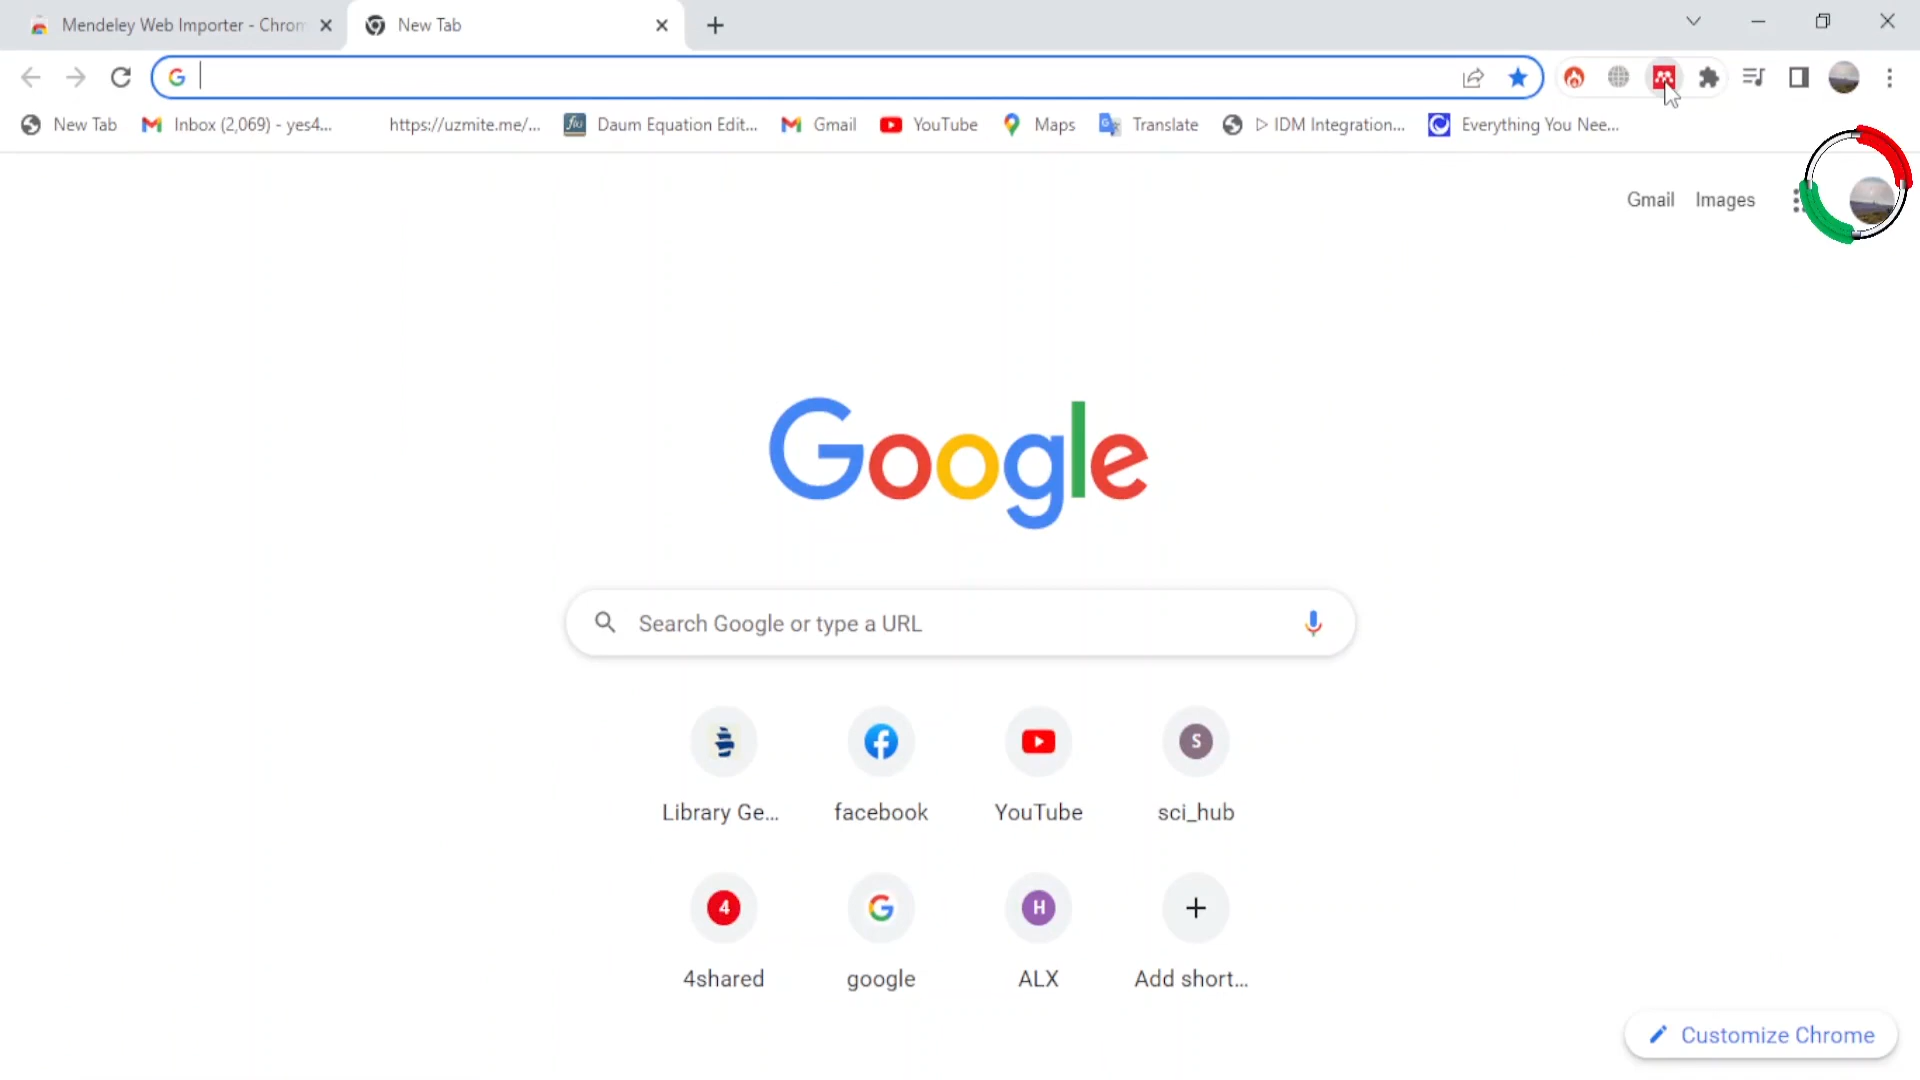 Mendeley Web Importer - Chron
New Tab
New Tab
Inbox (2,069) - yes4...
https://uzmite.me/...
Daum Equation Edit...
Gmail
YouTube
Maps
Translate
IDM Integration...
Everything You Nee...
Gmail
Images
Google
Search Google or type a URL
Library Ge...
facebook
YouTube
S
sci_hub
4
4shared
google
H
ALX
Add short...
Customize Chrome